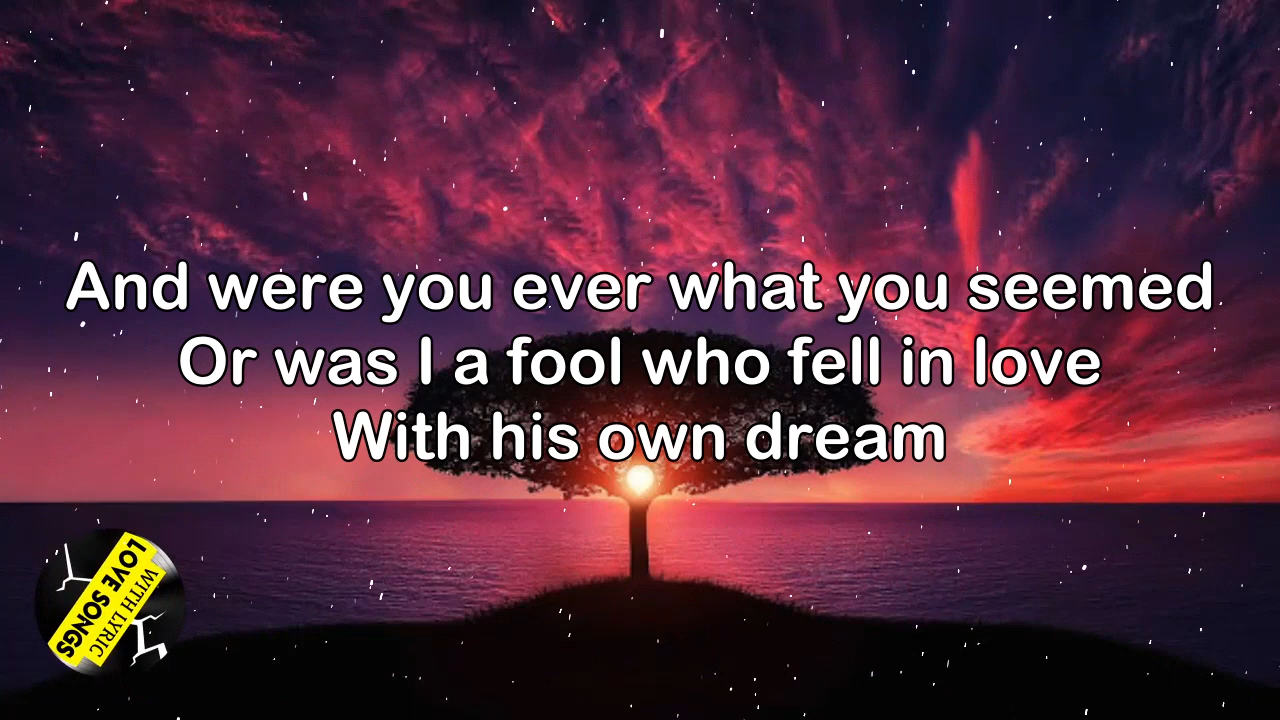 And were you ever what you seemed
Or was I a fool who fell in love
With his own dream
LOVE SONGS
WITH LYRIC